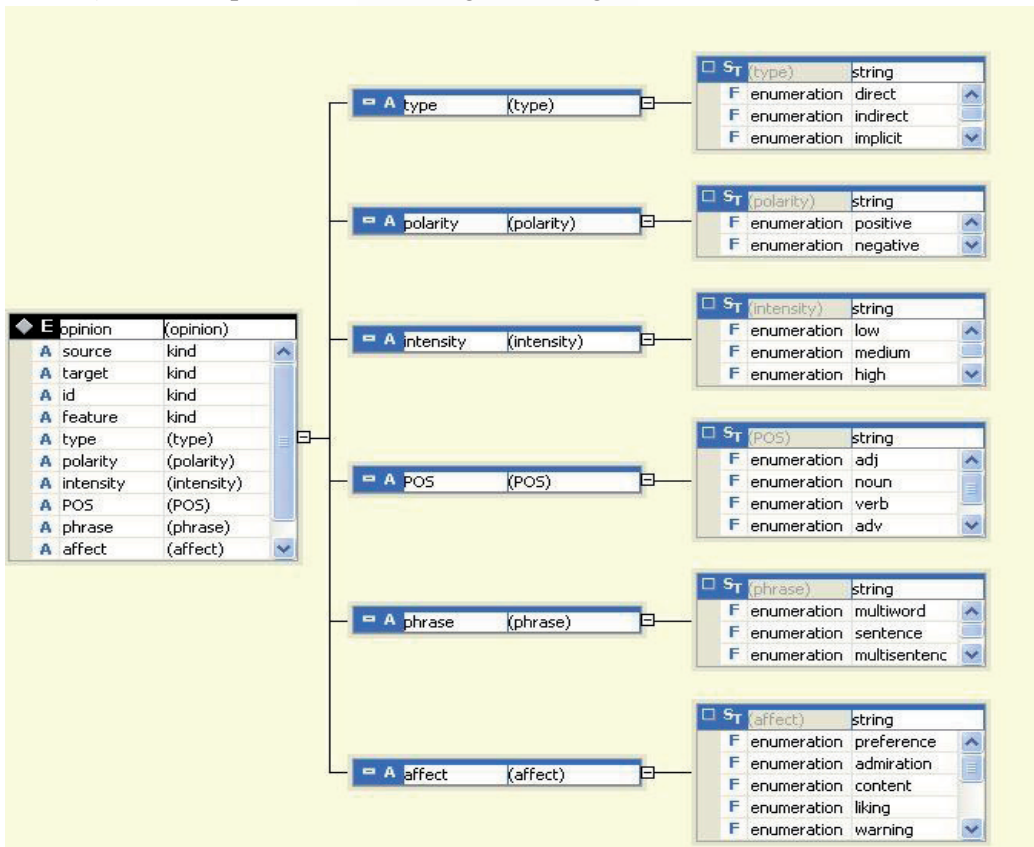 E opinion (opinion)
A source kind
A target kind
A id kind
A feature kind
A type (type)
A polarity (polarity)
A intensity (intensity)
A POS (POS)
A phrase (phrase)
A affect (affect)
A type (type)
ST (type) string
F enumeration direct
F enumeration indirect
F enumeration implicit
A polarity (polarity)
ST (polarity) string
F enumeration positive
F enumeration negative
A intensity (intensity)
ST (intensity) string
F enumeration low
F enumeration medium
F enumeration high
A POS (POS)
ST (POS) string
F enumeration adj
F enumeration noun
F enumeration verb
F enumeration adv
A phrase (phrase)
ST (phrase) string
F enumeration multiword
F enumeration sentence
F enumeration multisentenc
A affect (affect)
ST (affect) string
F enumeration preference
F enumeration admiration
F enumeration content
F enumeration liking
F enumeration warning